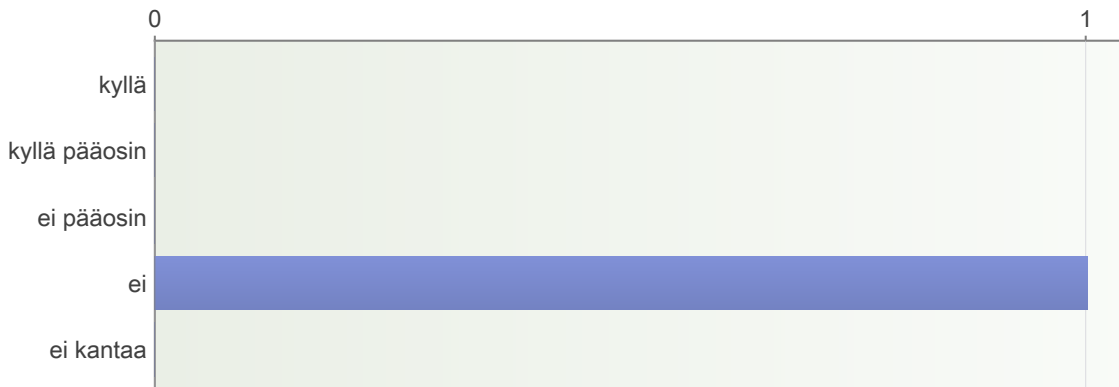 0 1
kyllä
kyllä pääosin
ei pääosin
ei
ei kantaa